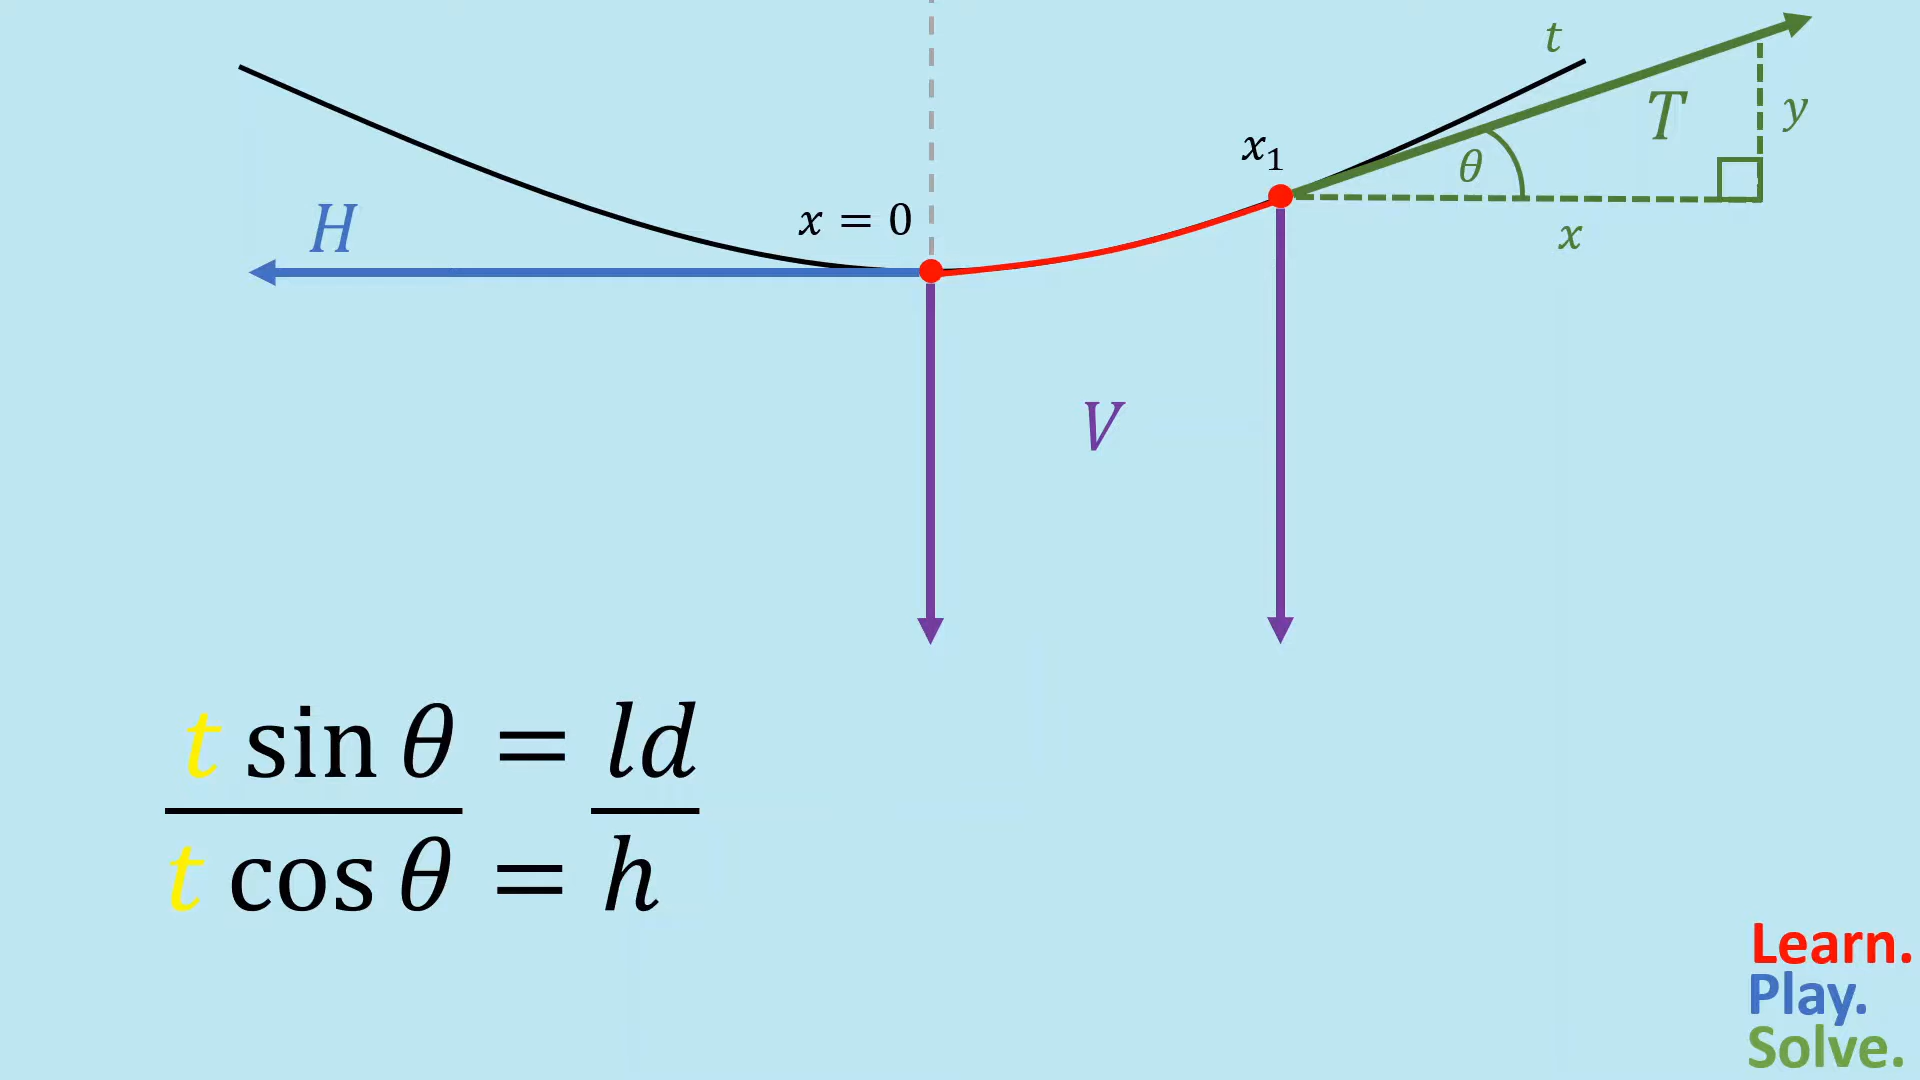 t
T
y
x₁
θ
x = 0
H
x
V
t sin θ = ld
t cos θ = h
Learn.
Play.
Solve.